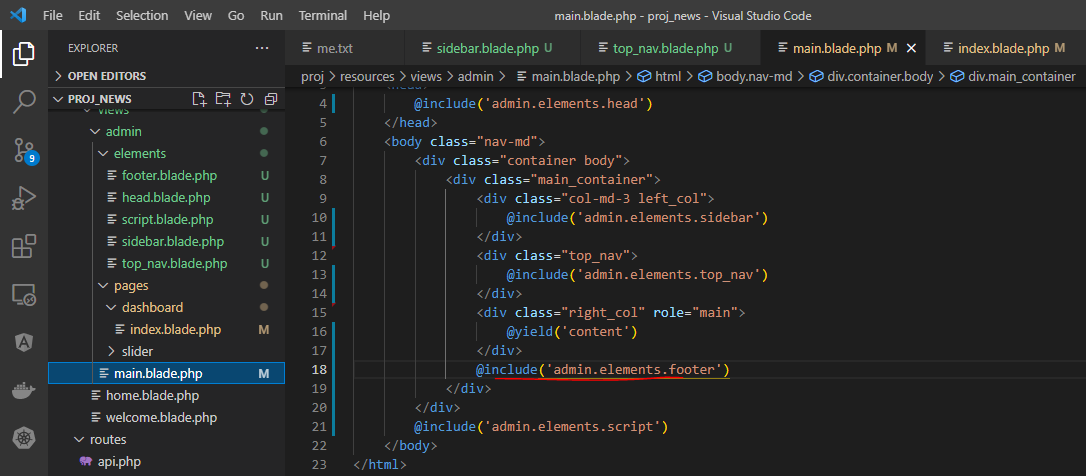 File Edit Selection View Go Run Terminal Help main.blade.php - proj_news - Visual Studio Code
EXPLORER
OPEN EDITORS
PROJ_NEWS
views
admin
elements
footer.blade.php U
head.blade.php U
script.blade.php U
sidebar.blade.php U
top_nav.blade.php U
pages
dashboard
index.blade.php M
slider
main.blade.php M
home.blade.php
welcome.blade.php
routes
api.php
9
me.txt sidebar.blade.php U top_nav.blade.php U main.blade.php M index.blade.php M
proj > resources > views > admin > main.blade.php > html > body.nav-md > div.container.body > div.main_container
3 <head>
4 @include('admin.elements.head')
5 </head>
6 <body class="nav-md">
7 <div class="container body">
8 <div class="main_container">
9 <div class="col-md-3 left_col">
10 @include('admin.elements.sidebar')
11 </div>
12 <div class="top_nav">
13 @include('admin.elements.top_nav')
14 </div>
15 <div class="right_col" role="main">
16 @yield('content')
17 </div>
18 @include('admin.elements.footer')
19 </div>
20 </div>
21 @include('admin.elements.script')
22 </body>
23 </html>